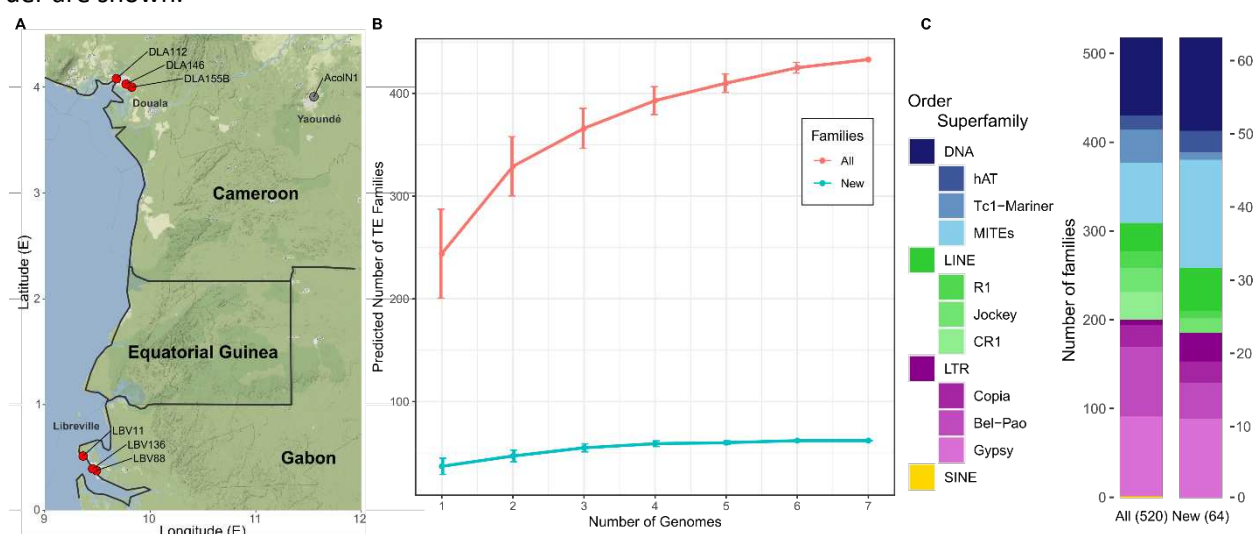 der are shown.
A
DLA112
DLA146
DLA155B
Douala
AcolN1
Yaoundé
Cameroon
Equatorial Guinea
Libreville
LBV11
LBV136
LBV88
Gabon
4
3
2
1
0
9
10
11
12
Latitude (E)
Longitude (E)
B
400
300
200
100
1
2
3
4
5
6
7
Predicted Number of TE Families
Number of Genomes
Families
All
New
C
Order
Superfamily
DNA
hAT
Tc1-Mariner
MITEs
LINE
R1
Jockey
CR1
LTR
Copia
Bel-Pao
Gypsy
SINE
Number of families
500
400
300
200
100
0
60
50
40
30
20
10
0
All (520)
New (64)